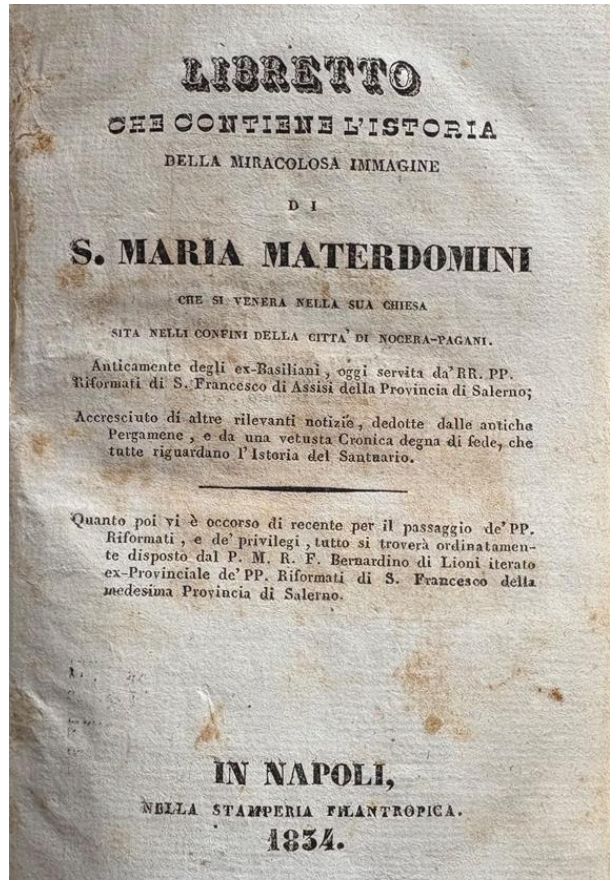 LIBRETTO
CHE CONTIENE L'ISTORIA
DELLA MIRACOLOSA IMMAGINE
DI
S. MARIA MATERDOMINI
CHE SI VENERA NELLA SUA CHIESA
SITA NELLI CONFINI DELLA CITTA' DI NOCERA-PAGANI.
Anticamente degli ex-Basiliani, oggi servita da' RR. PP.
Riformati di S. Francesco di Assisi della Provincia di Salerno;
Accresciuto di altre rilevanti notizie, dedotte dalle antiche
Pergamene, e da una vetusta Cronica degna di fede, che
tutte riguardano l'Istoria del Santuario.
Quanto poi vi è occorso di recente per il passaggio de' PP.
Riformati, e de' privilegi, tutto si troverà ordinatamen-
te disposto dal P. M. R. F. Bernardino di Lioni iterato
ex-Provinciale de' PP. Riformati di S. Francesco della
medesima Provincia di Salerno.
IN NAPOLI,
NELLA STAMPERIA FILANTROPICA.
1834.